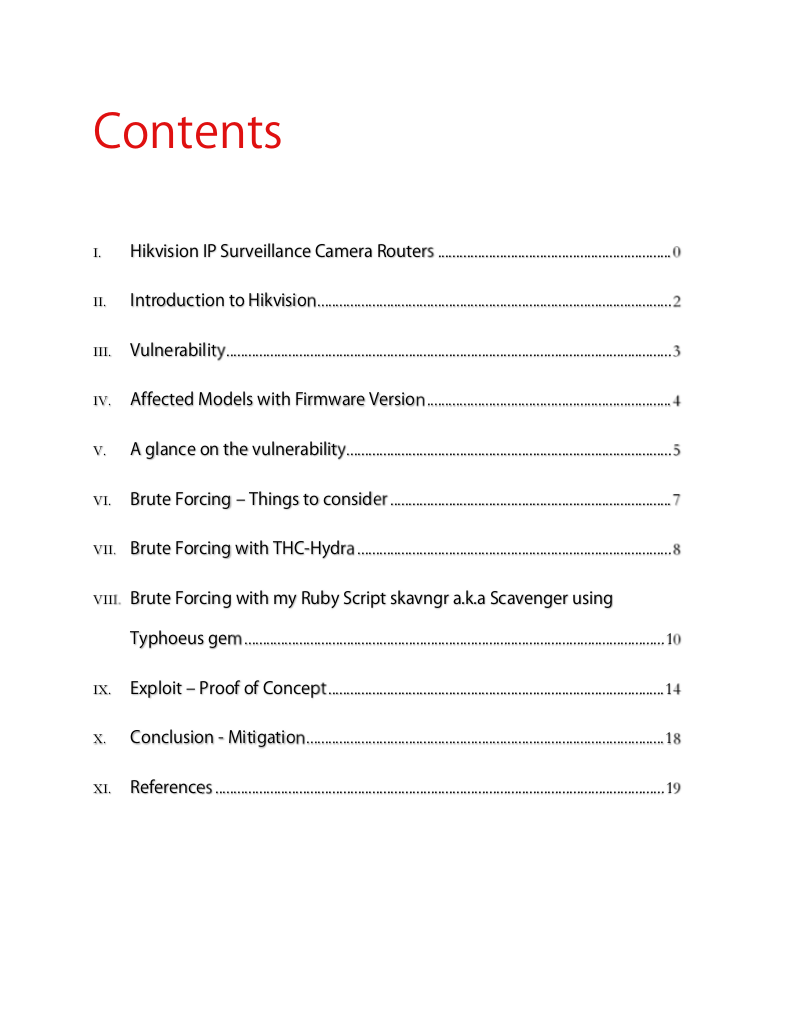 Contents
I. Hikvision IP Surveillance Camera Routers ................................................................ 0
II. Introduction to Hikvision................................................................................................. 2
III. Vulnerability.......................................................................................................................... 3
IV. Affected Models with Firmware Version................................................................... 4
V. A glance on the vulnerability......................................................................................... 5
VI. Brute Forcing – Things to consider ............................................................................. 7
VII. Brute Forcing with THC-Hydra ...................................................................................... 8
VIII. Brute Forcing with my Ruby Script skavngr a.k.a Scavenger using
Typhoeus gem ................................................................................................................... 10
IX. Exploit – Proof of Concept............................................................................................ 14
X. Conclusion - Mitigation.................................................................................................. 18
XI. References ........................................................................................................................... 19